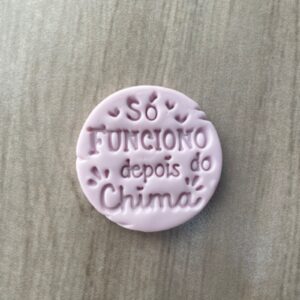 Só
FUNCIONO
depois do
Chima